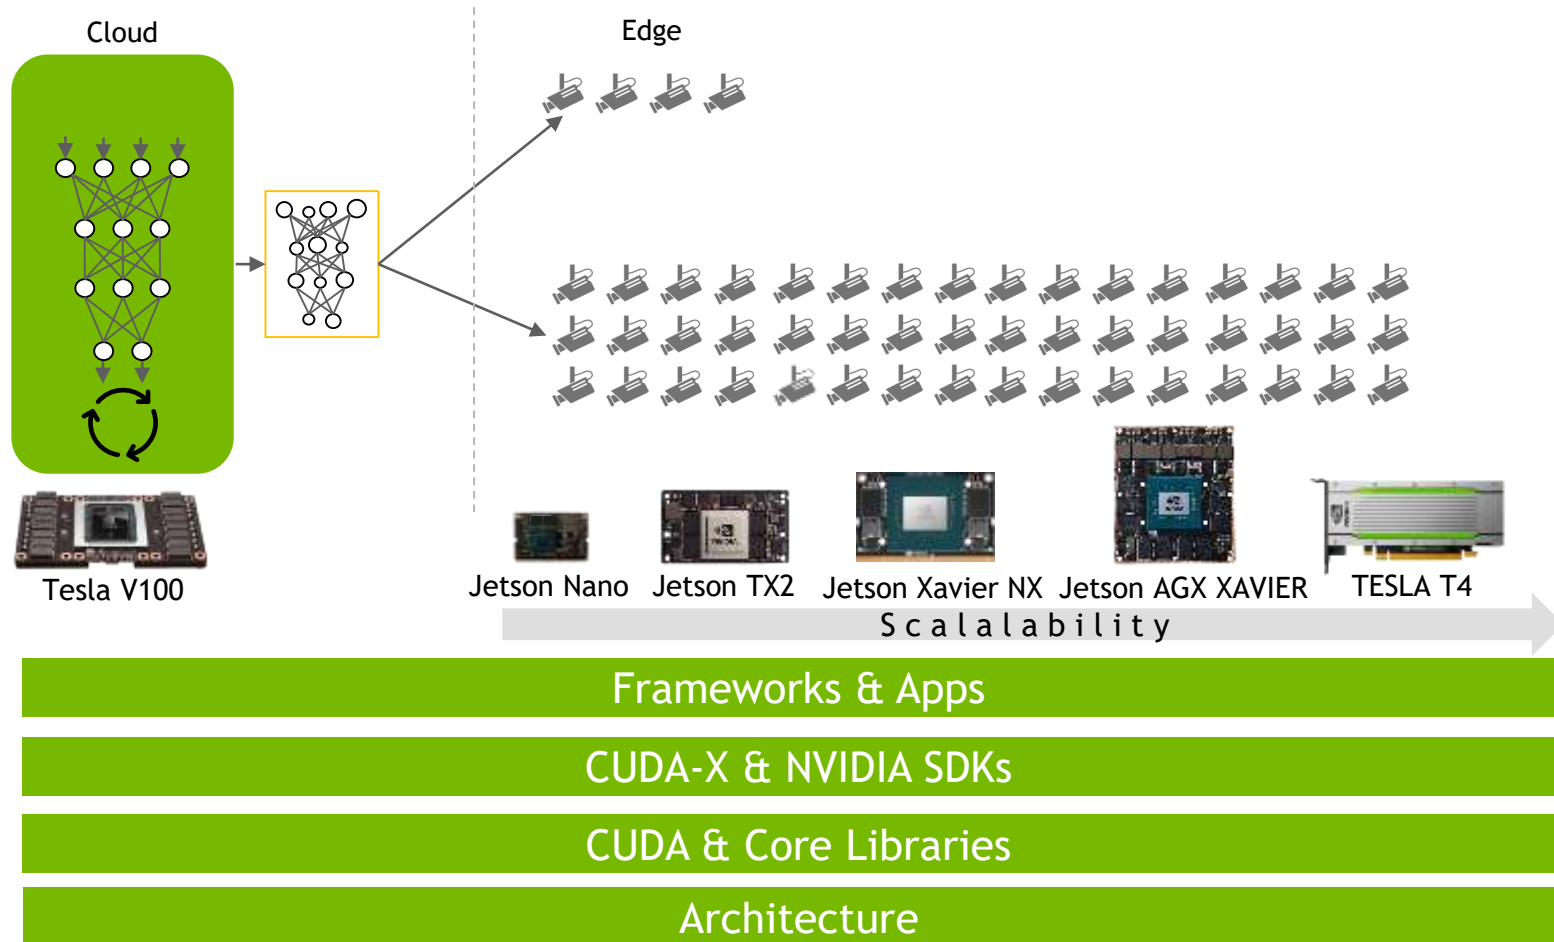 Cloud
Edge
Tesla V100
Jetson Nano
Jetson TX2
Jetson Xavier NX
Jetson AGX XAVIER
TESLA T4
Scalalability
Frameworks & Apps
CUDA-X & NVIDIA SDKs
CUDA & Core Libraries
Architecture